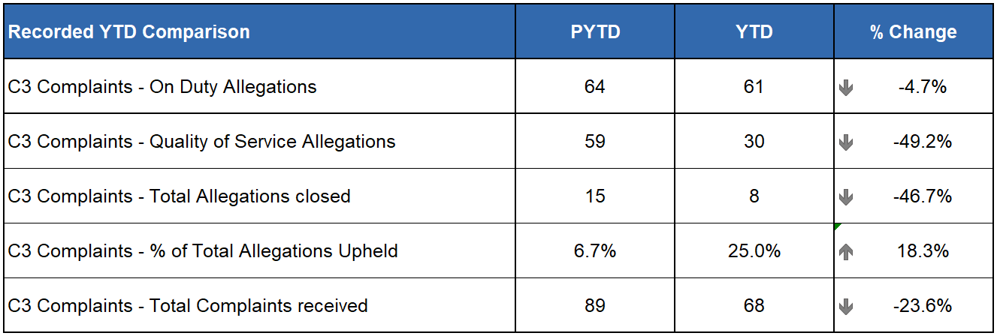 Recorded YTD Comparison PYTD YTD % Change
C3 Complaints - On Duty Allegations 64 61 -4.7%
C3 Complaints - Quality of Service Allegations 59 30 -49.2%
C3 Complaints - Total Allegations closed 15 8 -46.7%
C3 Complaints - % of Total Allegations Upheld 6.7% 25.0% 18.3%
C3 Complaints - Total Complaints received 89 68 -23.6%